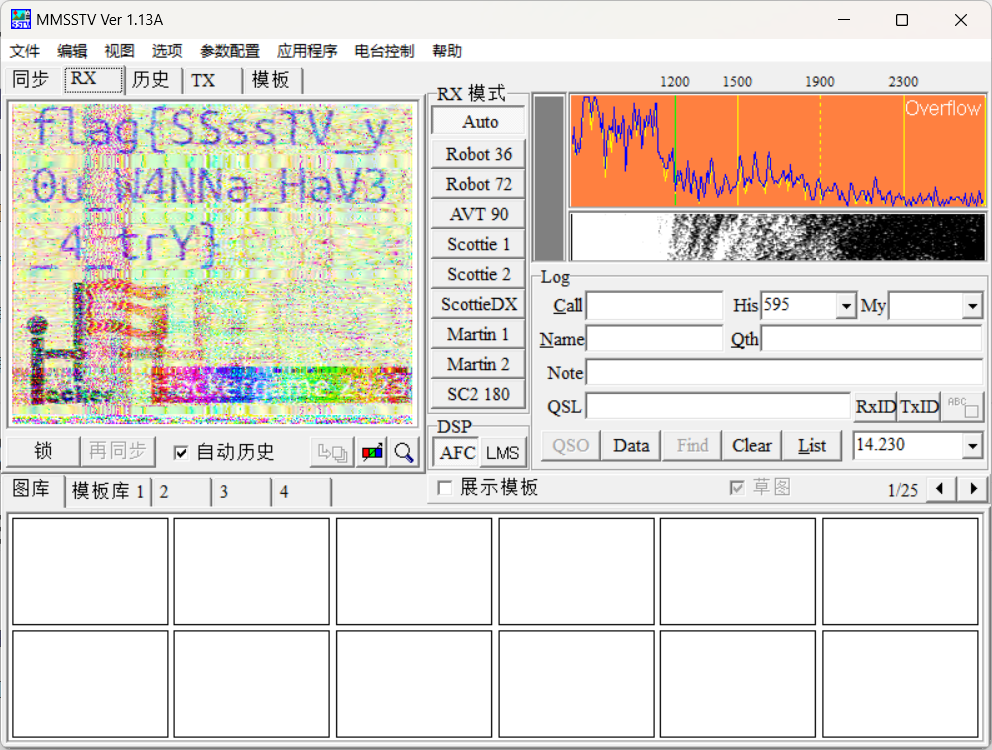 MMSSTV Ver 1.13A
文件 编辑 视图 选项 参数配置 应用程序 电台控制 帮助
同步 RX 历史 TX 模板
flag{SSssTV_y
0u_W4NNa_HaV3
_4_trY}
锁 再同步 自动历史
RX 模式
Auto
Robot 36
Robot 72
AVT 90
Scottie 1
Scottie 2
ScottieDX
Martin 1
Martin 2
SC2 180
DSP
AFC LMS
1200 1500 1900 2300
Overflow
Log
Call His 595 My
Name Qth
Note
QSL RxID TxID ABC
QSO Data Find Clear List 14.230
图库 模板库 1 2 3 4
展示模板 草图 1/25